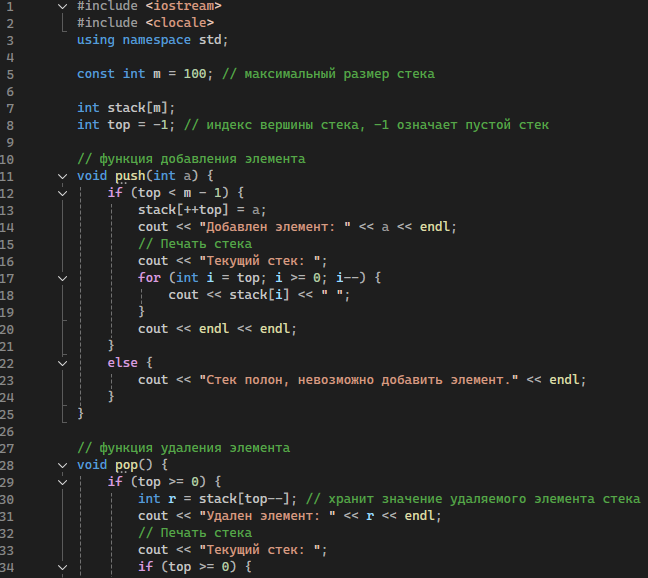 1 #include <iostream>
2 #include <clocale>
3 using namespace std;
4
5 const int m = 100; // максимальный размер стека
6
7 int stack[m];
8 int top = -1; // индекс вершины стека, -1 означает пустой стек
9
10 // функция добавления элемента
11 void push(int a) {
12     if (top < m - 1) {
13         stack[++top] = a;
14         cout << "Добавлен элемент: " << a << endl;
15         // Печать стека
16         cout << "Текущий стек: ";
17         for (int i = top; i >= 0; i--) {
18             cout << stack[i] << " ";
19         }
20         cout << endl << endl;
21     }
22     else {
23         cout << "Стек полон, невозможно добавить элемент." << endl;
24     }
25 }
26
27 // функция удаления элемента
28 void pop() {
29     if (top >= 0) {
30         int r = stack[top--]; // хранит значение удаляемого элемента стека
31         cout << "Удален элемент: " << r << endl;
32         // Печать стека
33         cout << "Текущий стек: ";
34         if (top >= 0) {